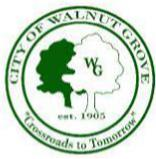 CITY OF WALNUT GROVE
WG
est. 1905
"Crossroads to Tomorrow"